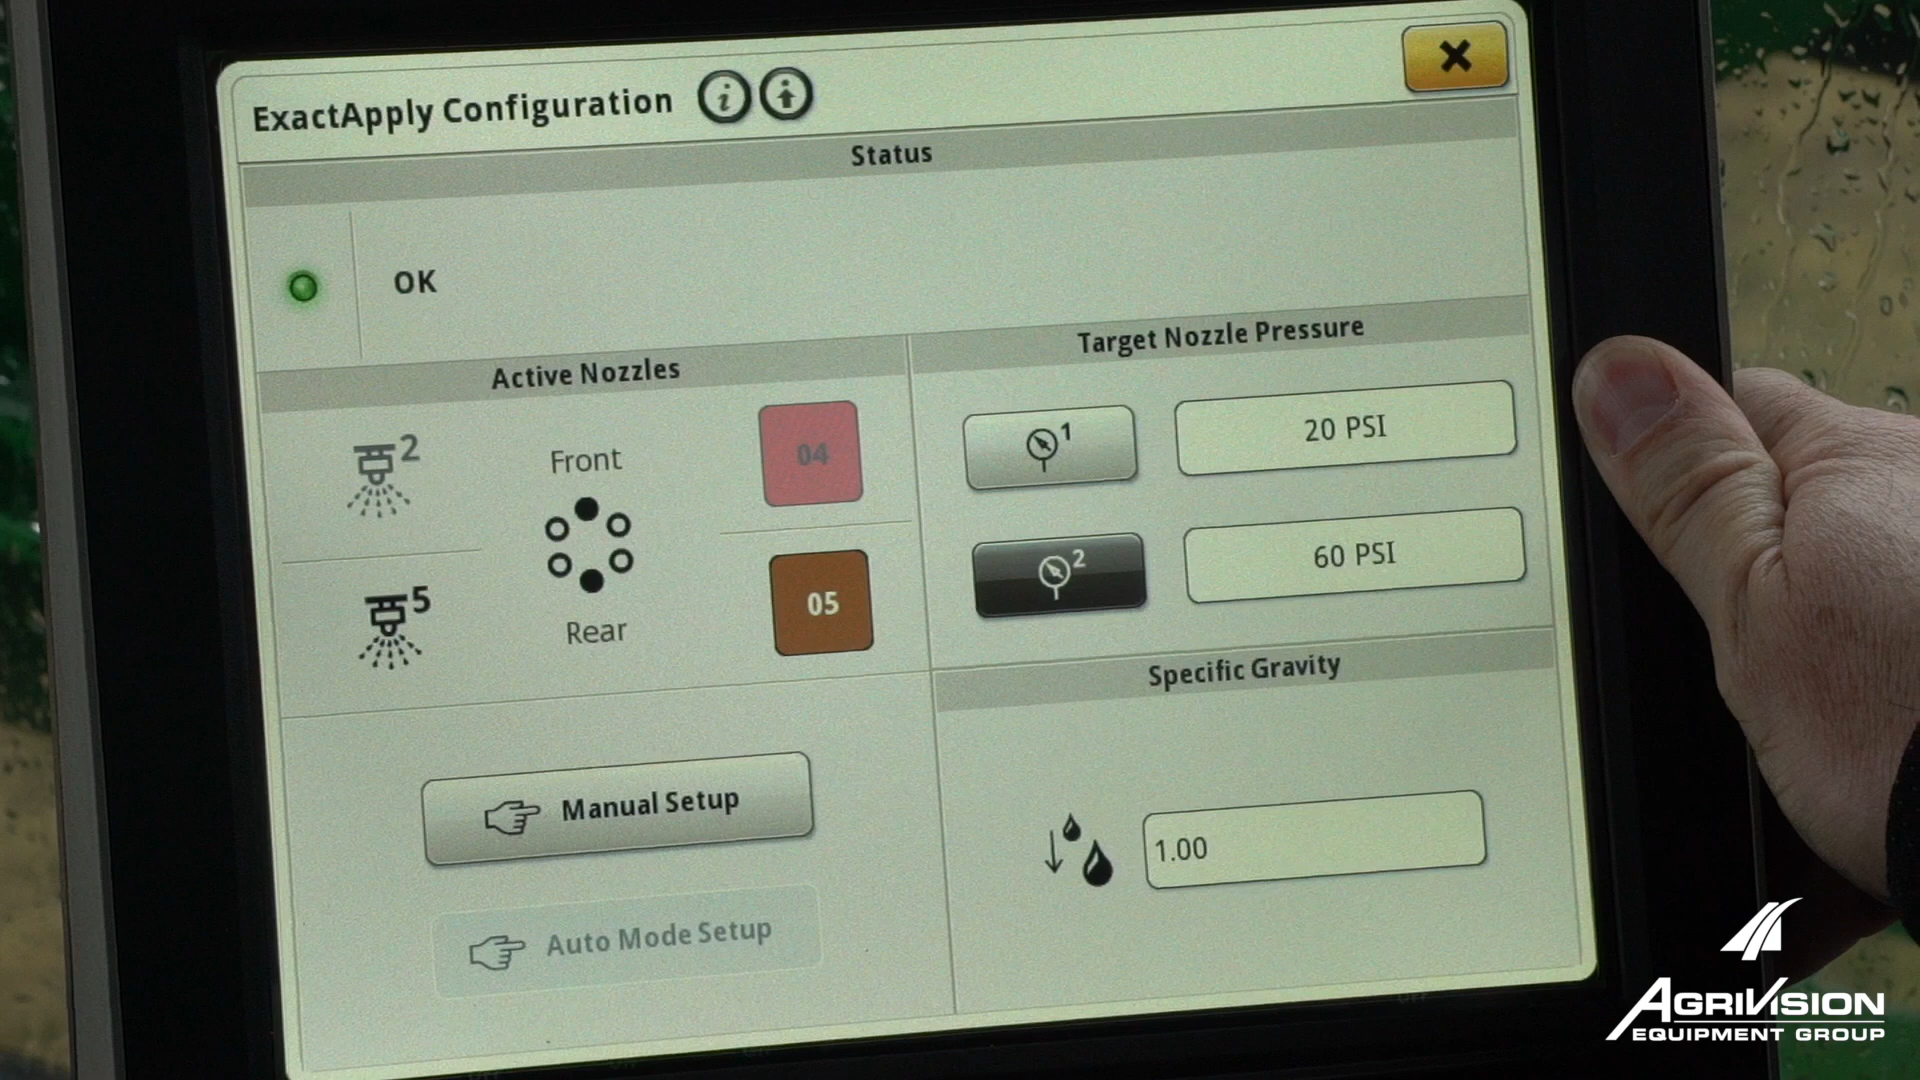 ExactApply Configuration
Status
OK
Active Nozzles
Target Nozzle Pressure
2
Front
04
1
20 PSI
5
Rear
05
2
60 PSI
Specific Gravity
Manual Setup
1.00
Auto Mode Setup
AGRIVISION
EQUIPMENT GROUP